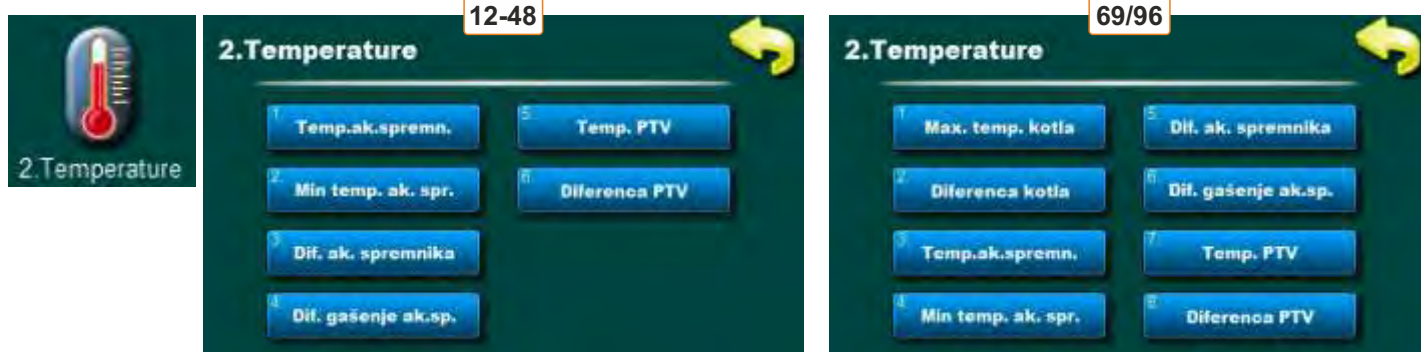 2.Temperature
12-48
2.Temperature
1. Temp.ak.spremn.
2. Min temp. ak. spr.
3. Dif. ak. spremnika
4. Dif. gašenje ak.sp.
5. Temp. PTV
6. Diferenca PTV
69/96
2.Temperature
1. Max. temp. kotla
2. Diferenca kotla
3. Temp.ak.spremn.
4. Min temp. ak. spr.
5. Dif. ak. spremnika
6. Dif. gašenje ak.sp.
7. Temp. PTV
8. Diferenca PTV